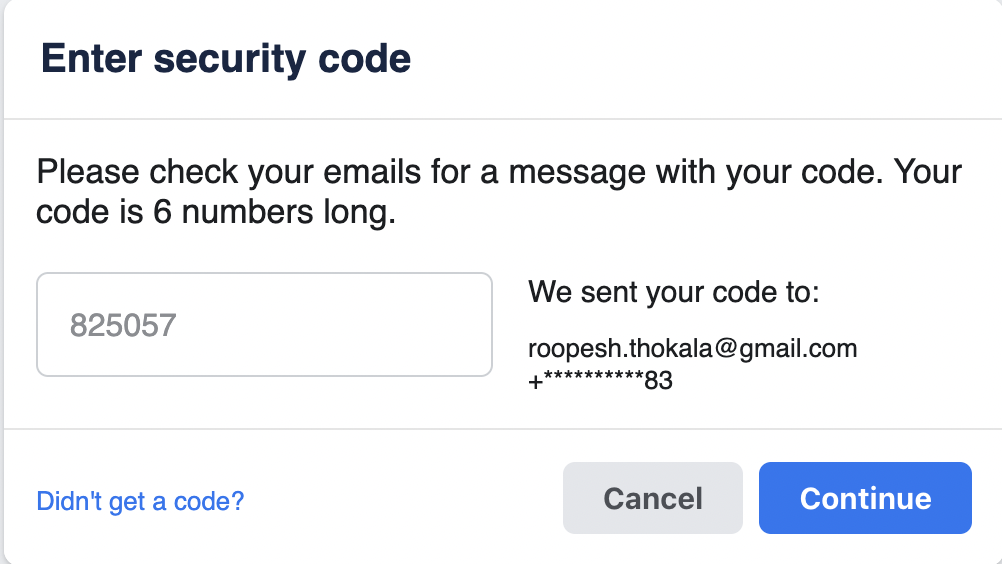 Enter security code
Please check your emails for a message with your code. Your
code is 6 numbers long.
825057
We sent your code to:
roopesh.thokala@gmail.com
+**********83
Didn't get a code?
Cancel
Continue